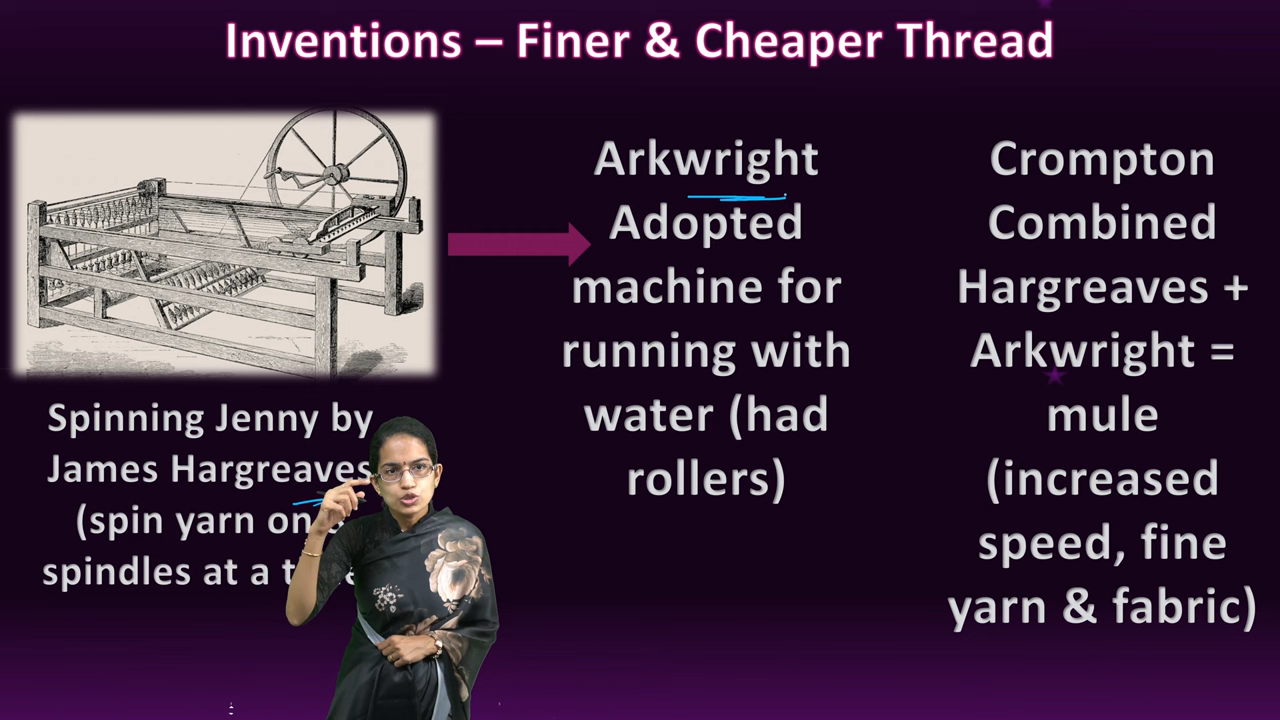 Inventions – Finer & Cheaper Thread
Spinning Jenny by
James Hargreaves
(spin yarn on
spindles at a
Arkwright
Adopted
machine for
running with
water (had
rollers)
Crompton
Combined
Hargreaves +
Arkwright =
mule
(increased
speed, fine
yarn & fabric)